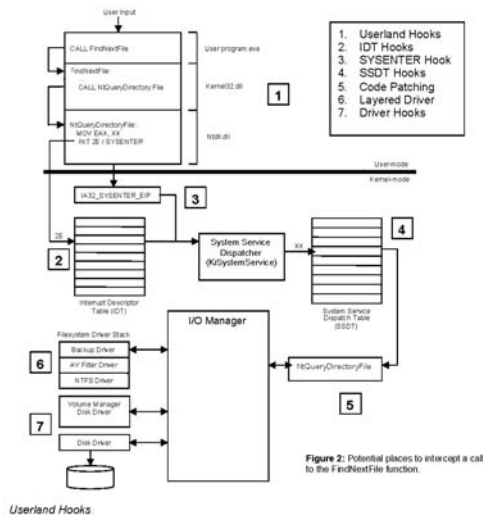 User Input
CALL FindNextFile
User program.exe
FindNextFile
CALL NtQueryDirectory File
Kernel32.dll
NtQueryDirectoryFile:
MOV EAX, XX
INT 2E / SYSENTER
Ntdll.dll
1
1. Userland Hooks
2. IDT Hooks
3. SYSENTER Hook
4. SSDT Hooks
5. Code Patching
6. Layered Driver
7. Driver Hooks
User-mode
Kernel-mode
IA32_SYSENTER_EIP
3
2E
2
Interrupt Descriptor
Table (IDT)
System Service
Dispatcher
(KiSystemService)
XX
4
System Service
Dispatch Table
(SSDT)
I/O Manager
Filesystem Driver Stack
Backup Driver
AV Filter Driver
NTFS Driver
6
NtQueryDirectoryFile
5
Volume Manager
Disk Driver
7
Disk Driver
Figure 2: Potential places to intercept a call
to the FindNextFile function.
Userland Hooks